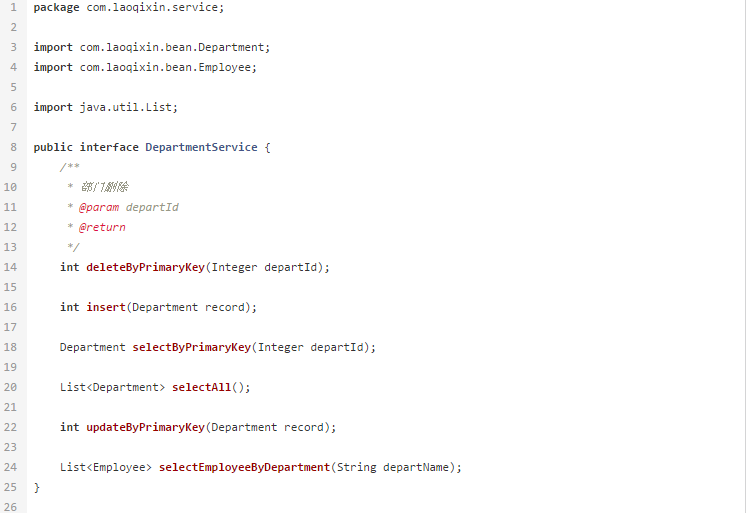 1 package com.laoqixin.service;
2
3 import com.laoqixin.bean.Department;
4 import com.laoqixin.bean.Employee;
5
6 import java.util.List;
7
8 public interface DepartmentService {
9     /**
10      * 部门删除
11      * @param departId
12      * @return
13      */
14     int deleteByPrimaryKey(Integer departId);
15
16     int insert(Department record);
17
18     Department selectByPrimaryKey(Integer departId);
19
20     List<Department> selectAll();
21
22     int updateByPrimaryKey(Department record);
23
24     List<Employee> selectEmployeeByDepartment(String departName);
25 }
26